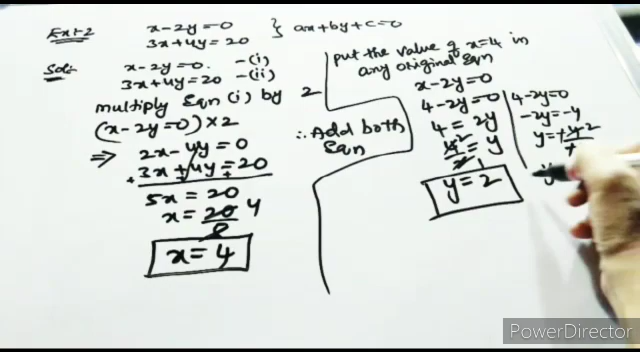 Ex:-2 x-2y=0 } ax+by+c=0
3x+4y=20
Sol:- x-2y=0. -(i)
3x+4y=20 -(ii)
multiply Eqn (i) by 2
(x-2y=0)×2
⇒ 2x-4y=0
+ 3x+4y=20
5x = 20
x = 20 4
x=4
∴ Add both
Eqn
put the value of x=4 in
any original Eqn
x-2y=0
4-2y=0
4=2y
4 2 = y
2 1
y=2
4-2y=0
-2y=-4
y=+4 2
y
PowerDirector